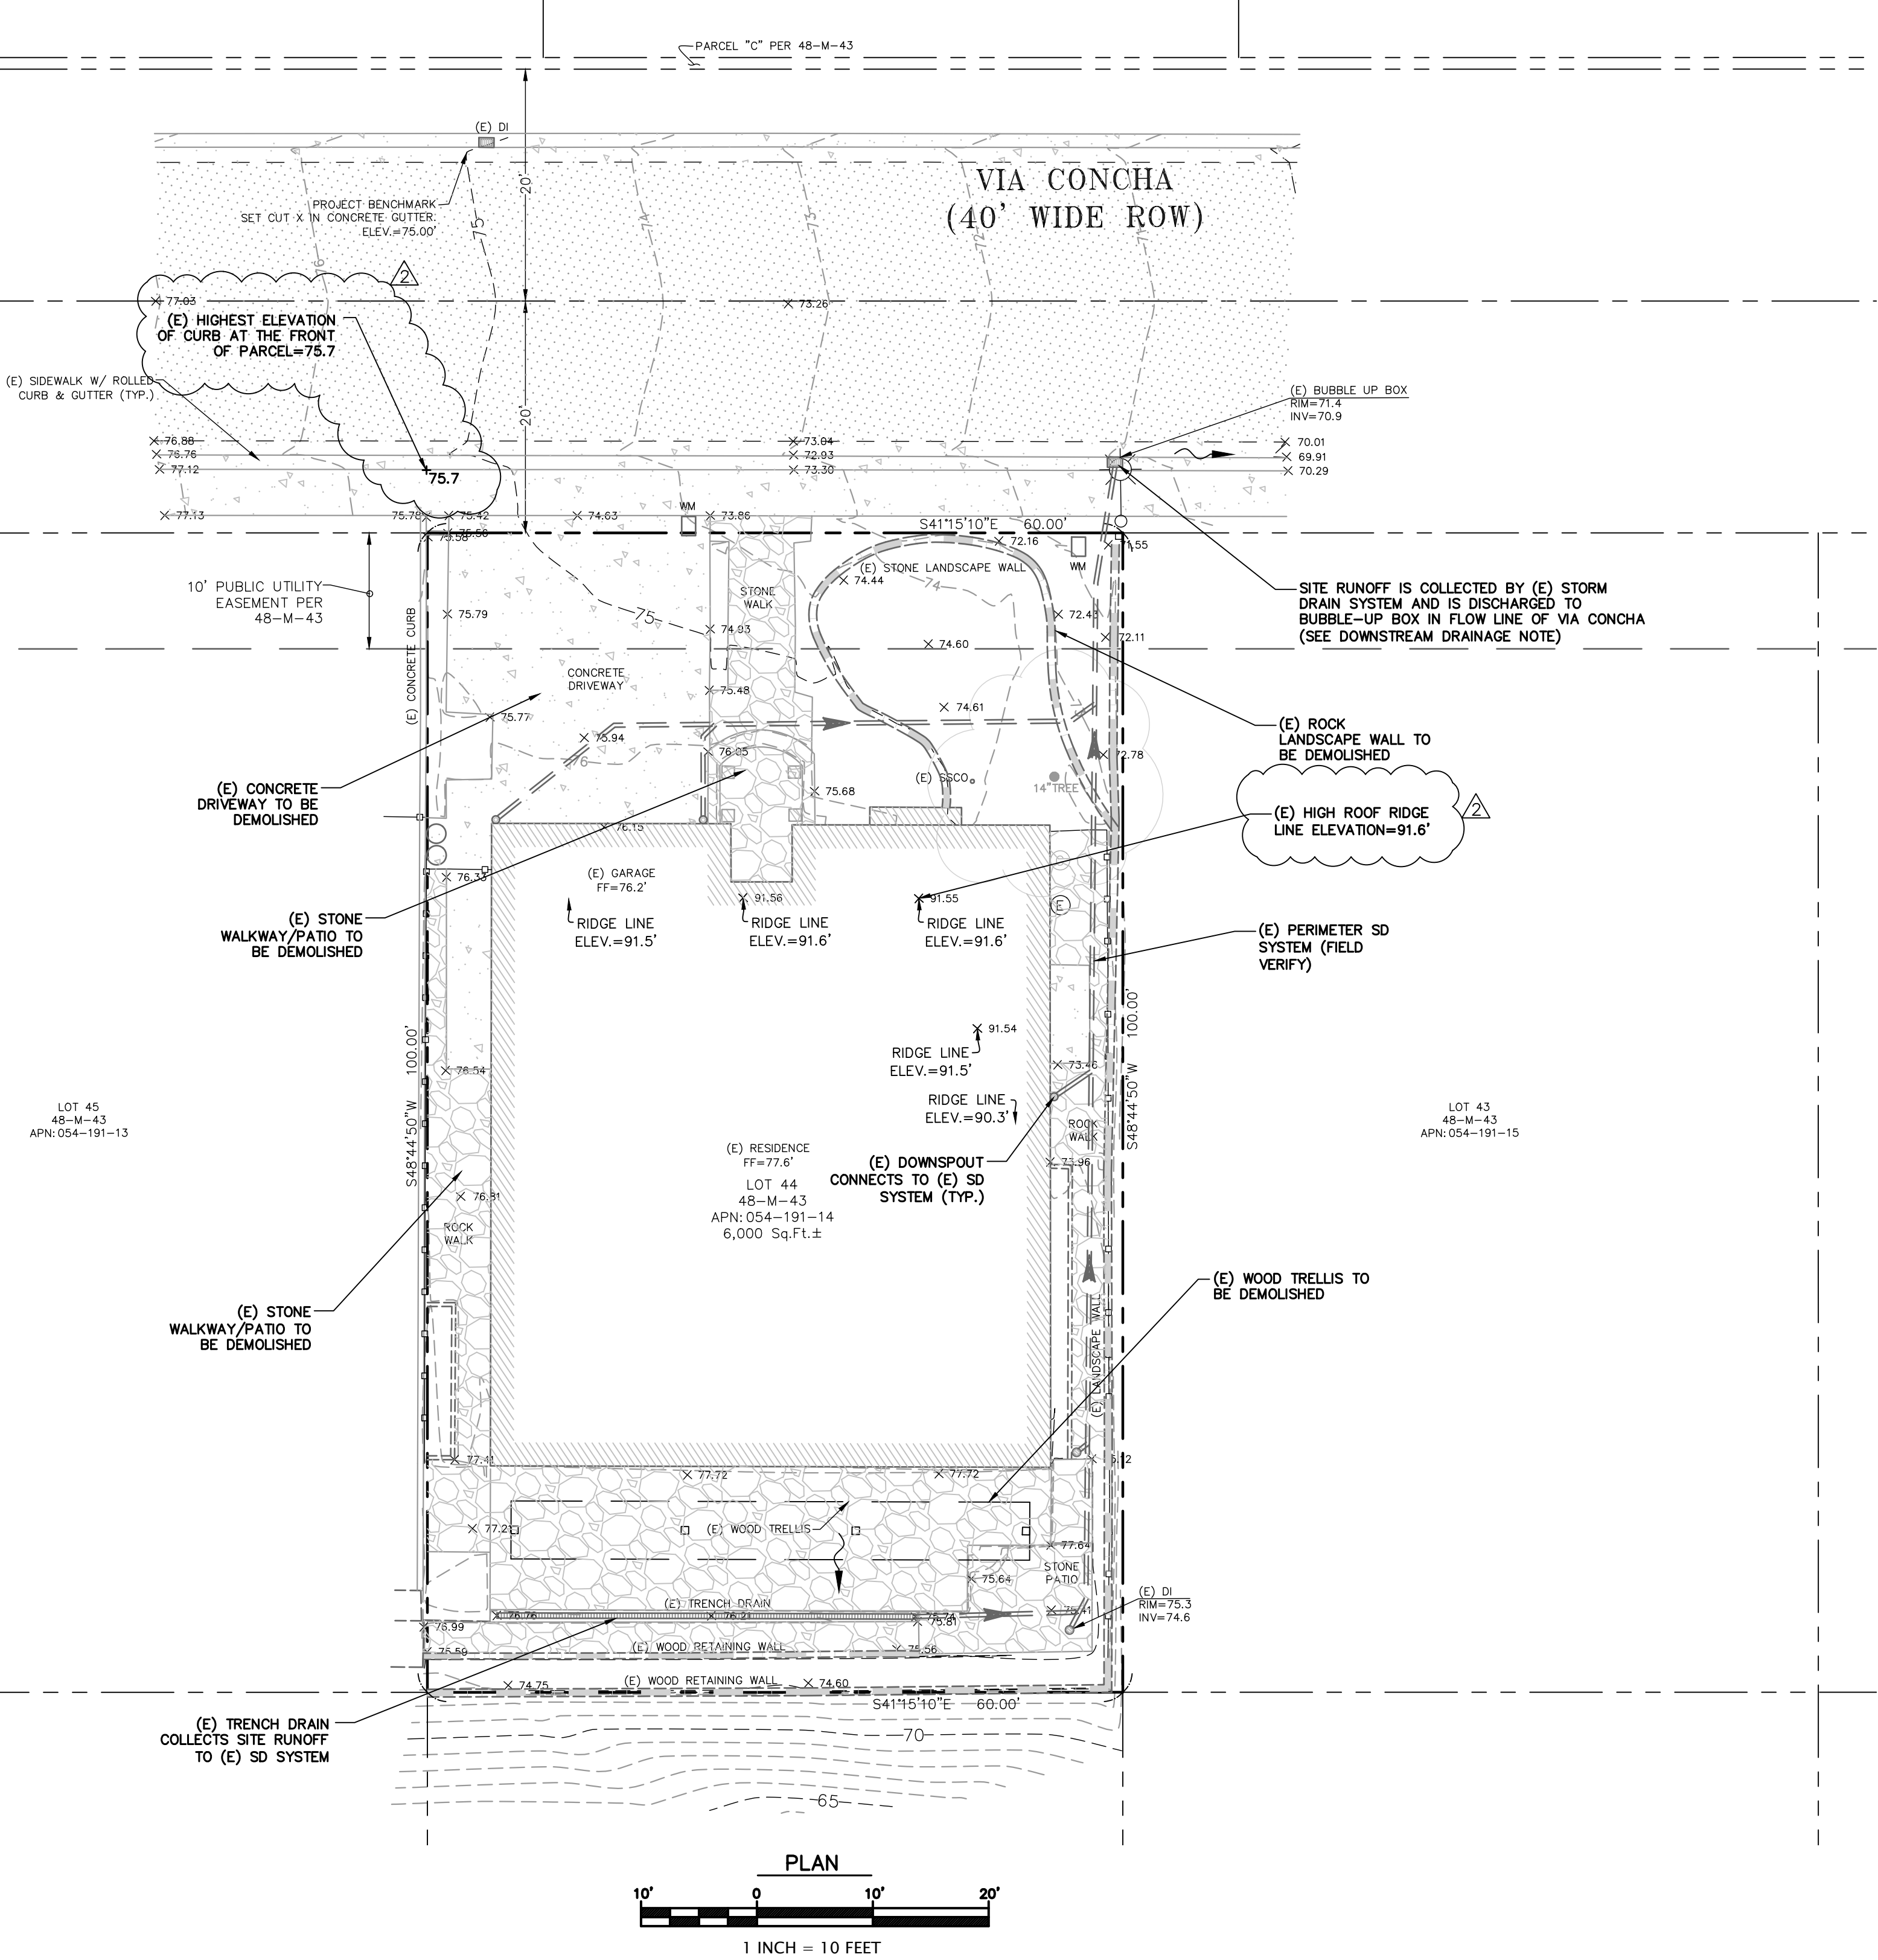 PARCEL "C" PER 48-M-43
(E) DI
20'
VIA CONCHA
(40' WIDE ROW)
PROJECT BENCHMARK
SET CUT X IN CONCRETE GUTTER.
ELEV.=75.00'
75
74
73
72
71
76
2
77.03
73.26
(E) HIGHEST ELEVATION
OF CURB AT THE FRONT
OF PARCEL=75.7
(E) SIDEWALK W/ ROLLED
CURB & GUTTER (TYP.)
20'
(E) BUBBLE UP BOX
RIM=71.4
INV=70.9
76.88
76.76
77.12
73.04
72.93
73.30
70.01
69.91
70.29
75.7
77.13
75.42
74.63
WM
73.86
S41°15'10"E 60.00'
72.16
WM
10' PUBLIC UTILITY
EASEMENT PER
48-M-43
(E) CONCRETE CURB
75.79
75
STONE
WALK
74.93
(E) STONE LANDSCAPE WALL
74.44
74
74.60
72.11
SITE RUNOFF IS COLLECTED BY (E) STORM
DRAIN SYSTEM AND IS DISCHARGED TO
BUBBLE-UP BOX IN FLOW LINE OF VIA CONCHA
(SEE DOWNSTREAM DRAINAGE NOTE)
CONCRETE
DRIVEWAY
75.48
75.77
74.61
75.94
76
76.05
72.78
(E) ROCK
LANDSCAPE WALL TO
BE DEMOLISHED
(E) CONCRETE
DRIVEWAY TO BE
DEMOLISHED
75.68
(E) SSCO
14"TREE
(E) HIGH ROOF RIDGE
LINE ELEVATION=91.6'
2
76.15
(E) GARAGE
FF=76.2'
76.33
91.56
91.55
E
RIDGE LINE
ELEV.=91.5'
RIDGE LINE
ELEV.=91.6'
RIDGE LINE
ELEV.=91.6'
(E) STONE
WALKWAY/PATIO TO
BE DEMOLISHED
(E) PERIMETER SD
SYSTEM (FIELD
VERIFY)
91.54
RIDGE LINE
ELEV.=91.5'
76.54
73.46
RIDGE LINE
ELEV.=90.3'
S48°44'50"W 100.00'
S48°44'50"W 100.00'
LOT 45
48-M-43
APN: 054-191-13
LOT 43
48-M-43
APN: 054-191-15
ROCK
WALK
73.96
(E) RESIDENCE
FF=77.6'
LOT 44
48-M-43
APN: 054-191-14
6,000 Sq.Ft.±
(E) DOWNSPOUT
CONNECTS TO (E) SD
SYSTEM (TYP.)
76.81
ROCK
WALK
(E) WOOD TRELLIS TO
BE DEMOLISHED
(E) STONE
WALKWAY/PATIO TO
BE DEMOLISHED
(E) LANDSCAPE WALL
77.41
77.72
77.72
(E) WOOD TRELLIS
77.64
STONE
PATIO
75.64
(E) DI
RIM=75.3
INV=74.6
(E) TRENCH DRAIN
76.76
76.21
75.74
75.81
75.41
76.99
75.59
(E) WOOD RETAINING WALL
75.56
(E) WOOD RETAINING WALL
74.75
74.60
S41°15'10"E 60.00'
(E) TRENCH DRAIN
COLLECTS SITE RUNOFF
TO (E) SD SYSTEM
70
65
PLAN
10' 0 10' 20'
1 INCH = 10 FEET